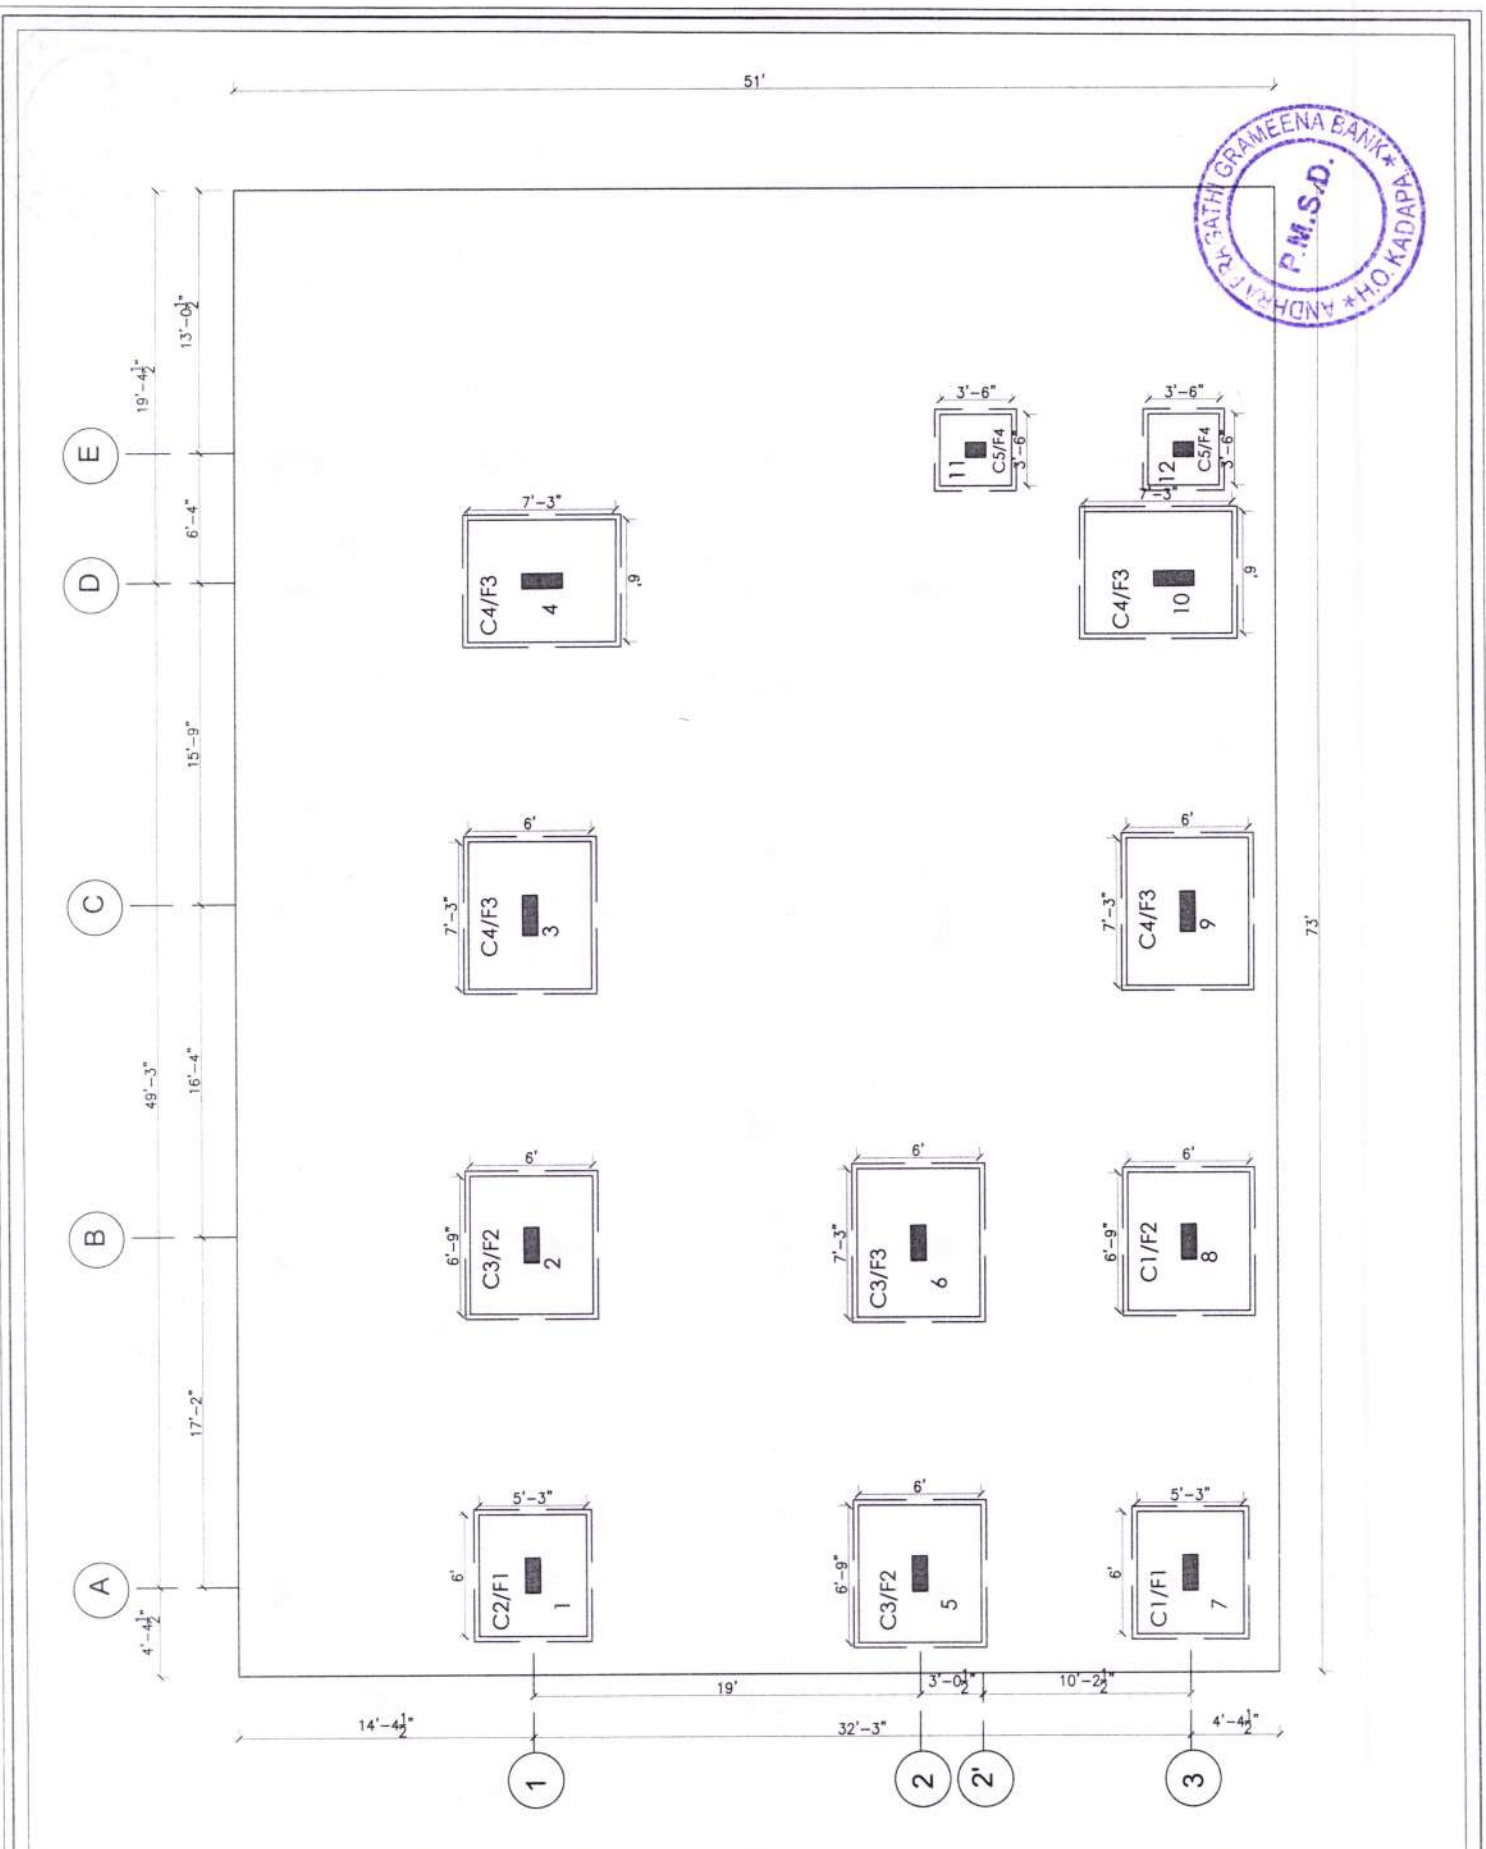 51'
ANDHRA PRAGATHI GRAMEENA BANK
* H.O. KADAPA *
P.M.S.D.
13'-0½"
19'-4½"
E
6'-4"
D
15'-9"
C
49'-3"
16'-4"
B
17'-2"
A
4'-4½"
3'-6"
11
C5/F4
3'-6"
3'-6"
12
C5/F4
3'-6"
7'-3"
C4/F3
4
6'
7'-3"
C4/F3
10
6'
6'
7'-3"
C4/F3
3
6'
7'-3"
C4/F3
9
73'
6'
6'-9"
C3/F2
2
6'
7'-3"
C3/F3
6
6'
6'-9"
C1/F2
8
5'-3"
6'
C2/F1
1
6'
6'-9"
C3/F2
5
5'-3"
6'
C1/F1
7
19'
3'-0½"
10'-2½"
14'-4½"
32'-3"
4'-4½"
1
2
2'
3